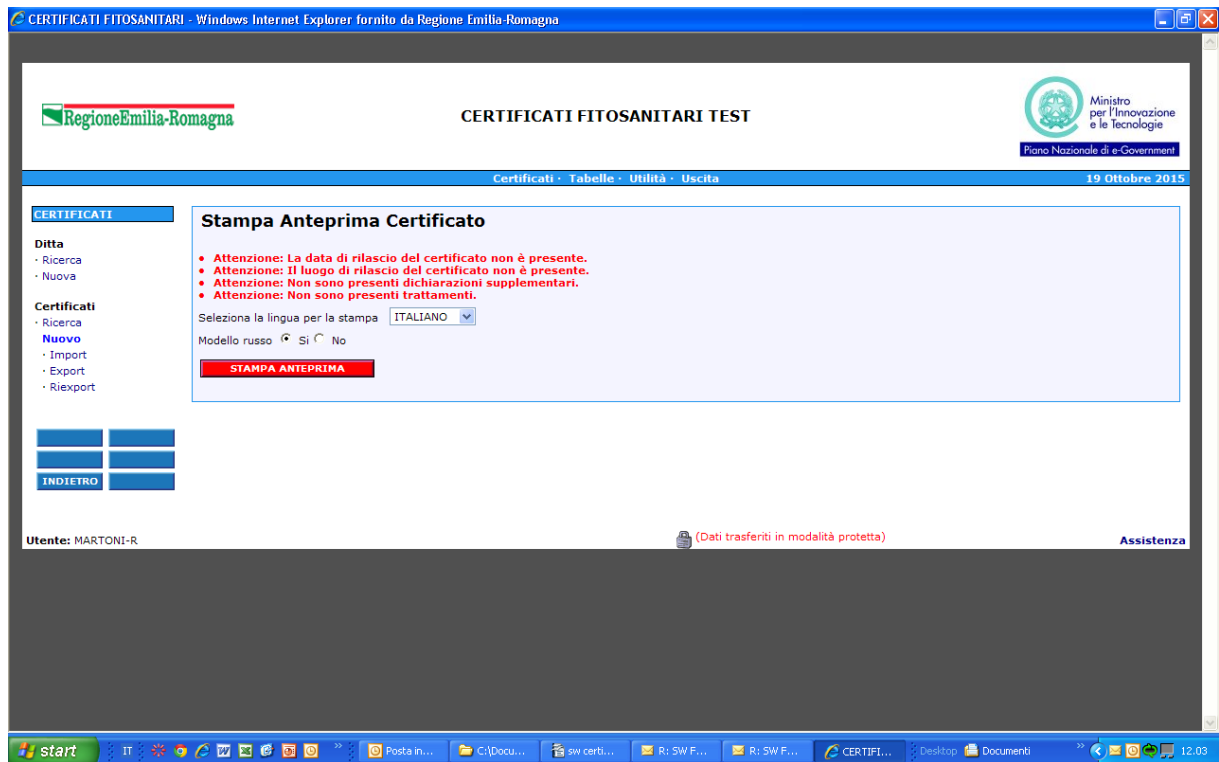 CERTIFICATI FITOSANITARI - Windows Internet Explorer fornito da Regione Emilia-Romagna
RegioneEmilia-Romagna
CERTIFICATI FITOSANITARI TEST
Ministro
per l'Innovazione
e le Tecnologie
Piano Nazionale di e-Government
Certificati · Tabelle · Utilità · Uscita
19 Ottobre 2015
CERTIFICATI
Ditta
· Ricerca
· Nuova
Certificati
· Ricerca
Nuovo
· Import
· Export
· Riexport
INDIETRO
Stampa Anteprima Certificato
• Attenzione: La data di rilascio del certificato non è presente.
• Attenzione: Il luogo di rilascio del certificato non è presente.
• Attenzione: Non sono presenti dichiarazioni supplementari.
• Attenzione: Non sono presenti trattamenti.
Seleziona la lingua per la stampa ITALIANO
Modello russo Si No
STAMPA ANTEPRIMA
Utente: MARTONI-R
(Dati trasferiti in modalità protetta)
Assistenza
start IT » Posta in... C:\Docu... sw certi... R: SW F... R: SW F... CERTIFI... Desktop Documenti » 12.03